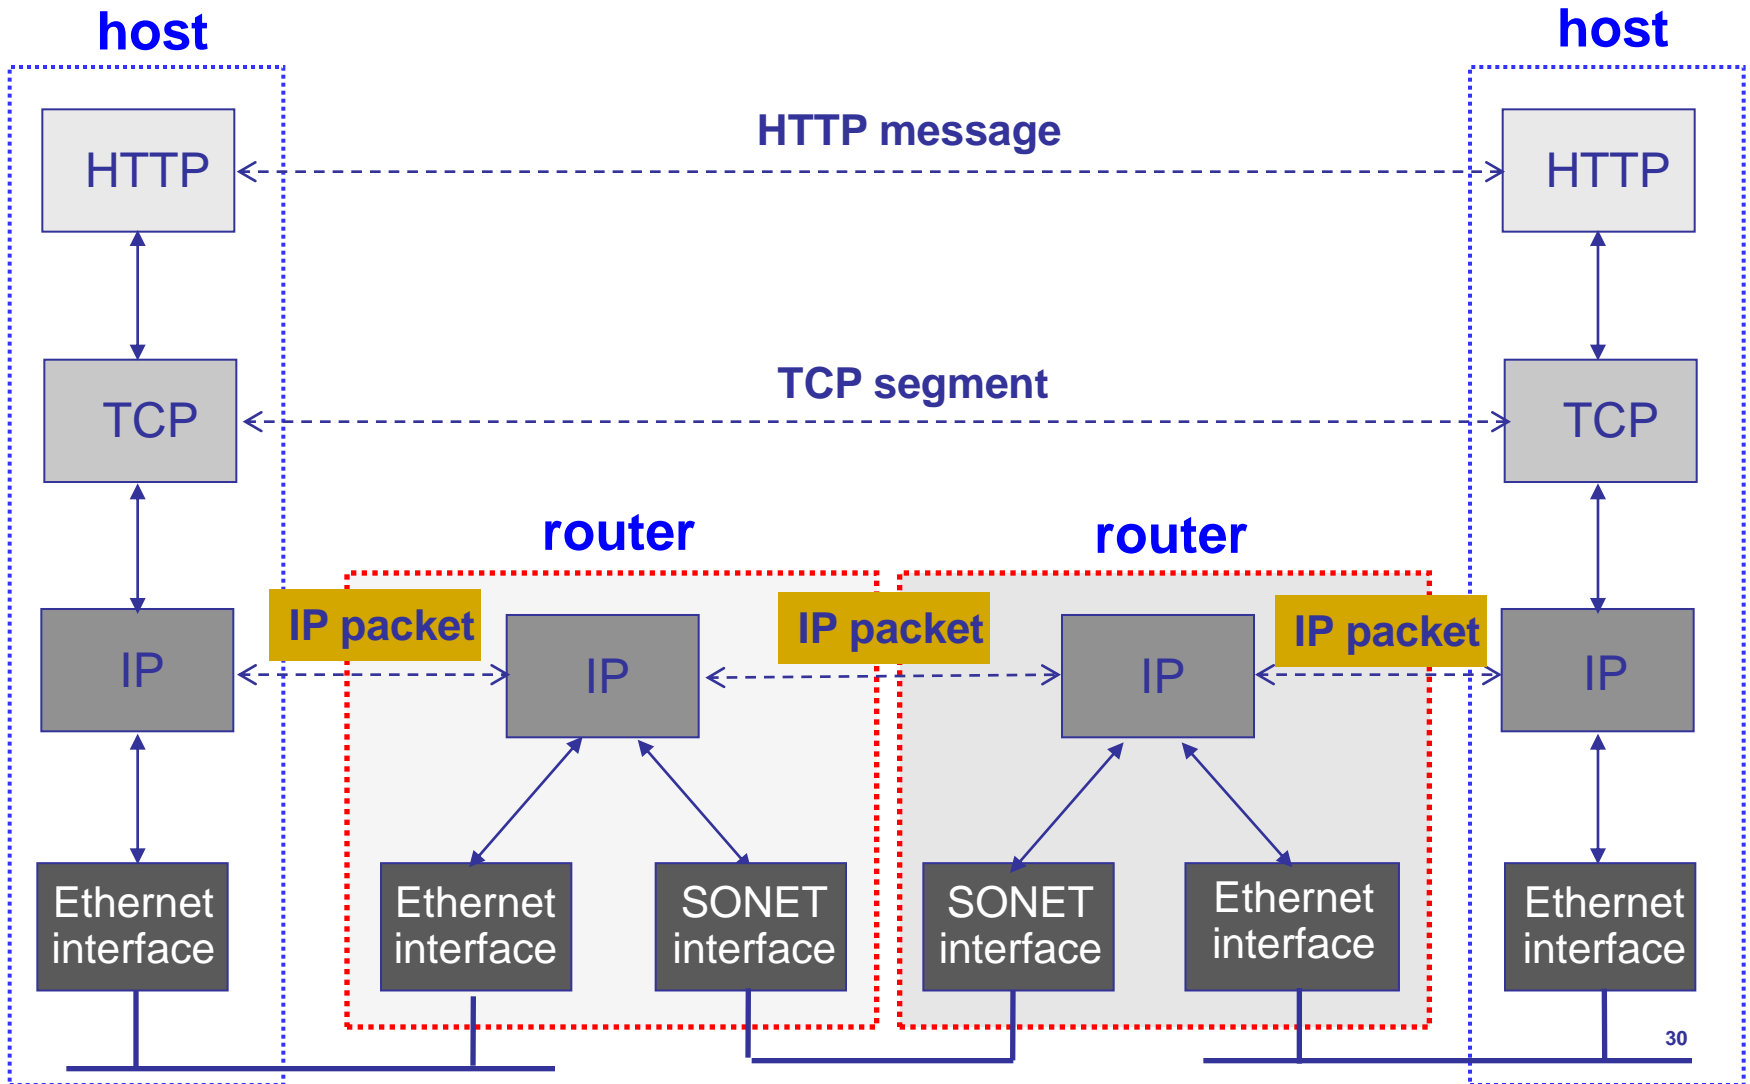 host
host
HTTP message
HTTP
HTTP
TCP segment
TCP
TCP
router
router
IP packet
IP packet
IP packet
IP
IP
IP
IP
Ethernet
interface
Ethernet
interface
SONET
interface
SONET
interface
Ethernet
interface
Ethernet
interface
30